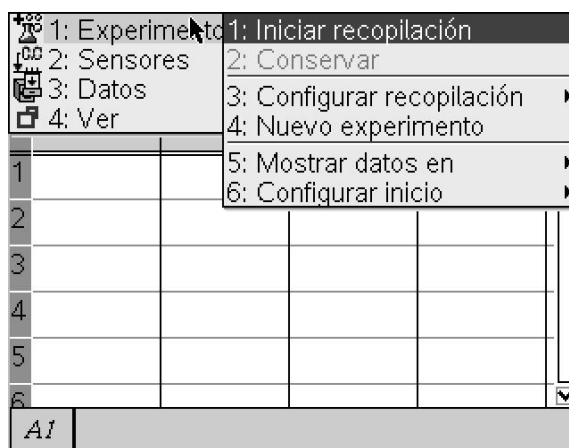 1: Experimento
2: Sensores
3: Datos
4: Ver
1: Iniciar recopilación
2: Conservar
3: Configurar recopilación
4: Nuevo experimento
5: Mostrar datos en
6: Configurar inicio
1
2
3
4
5
6
A1